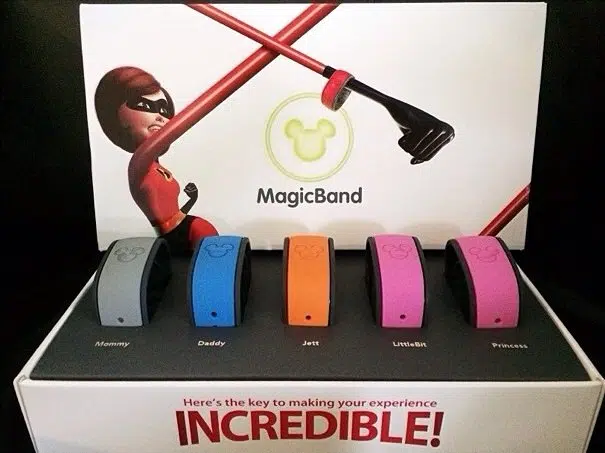 MagicBand
Mommy Daddy Jett LittleBit Princess
Here's the key to making your experience
INCREDIBLE!